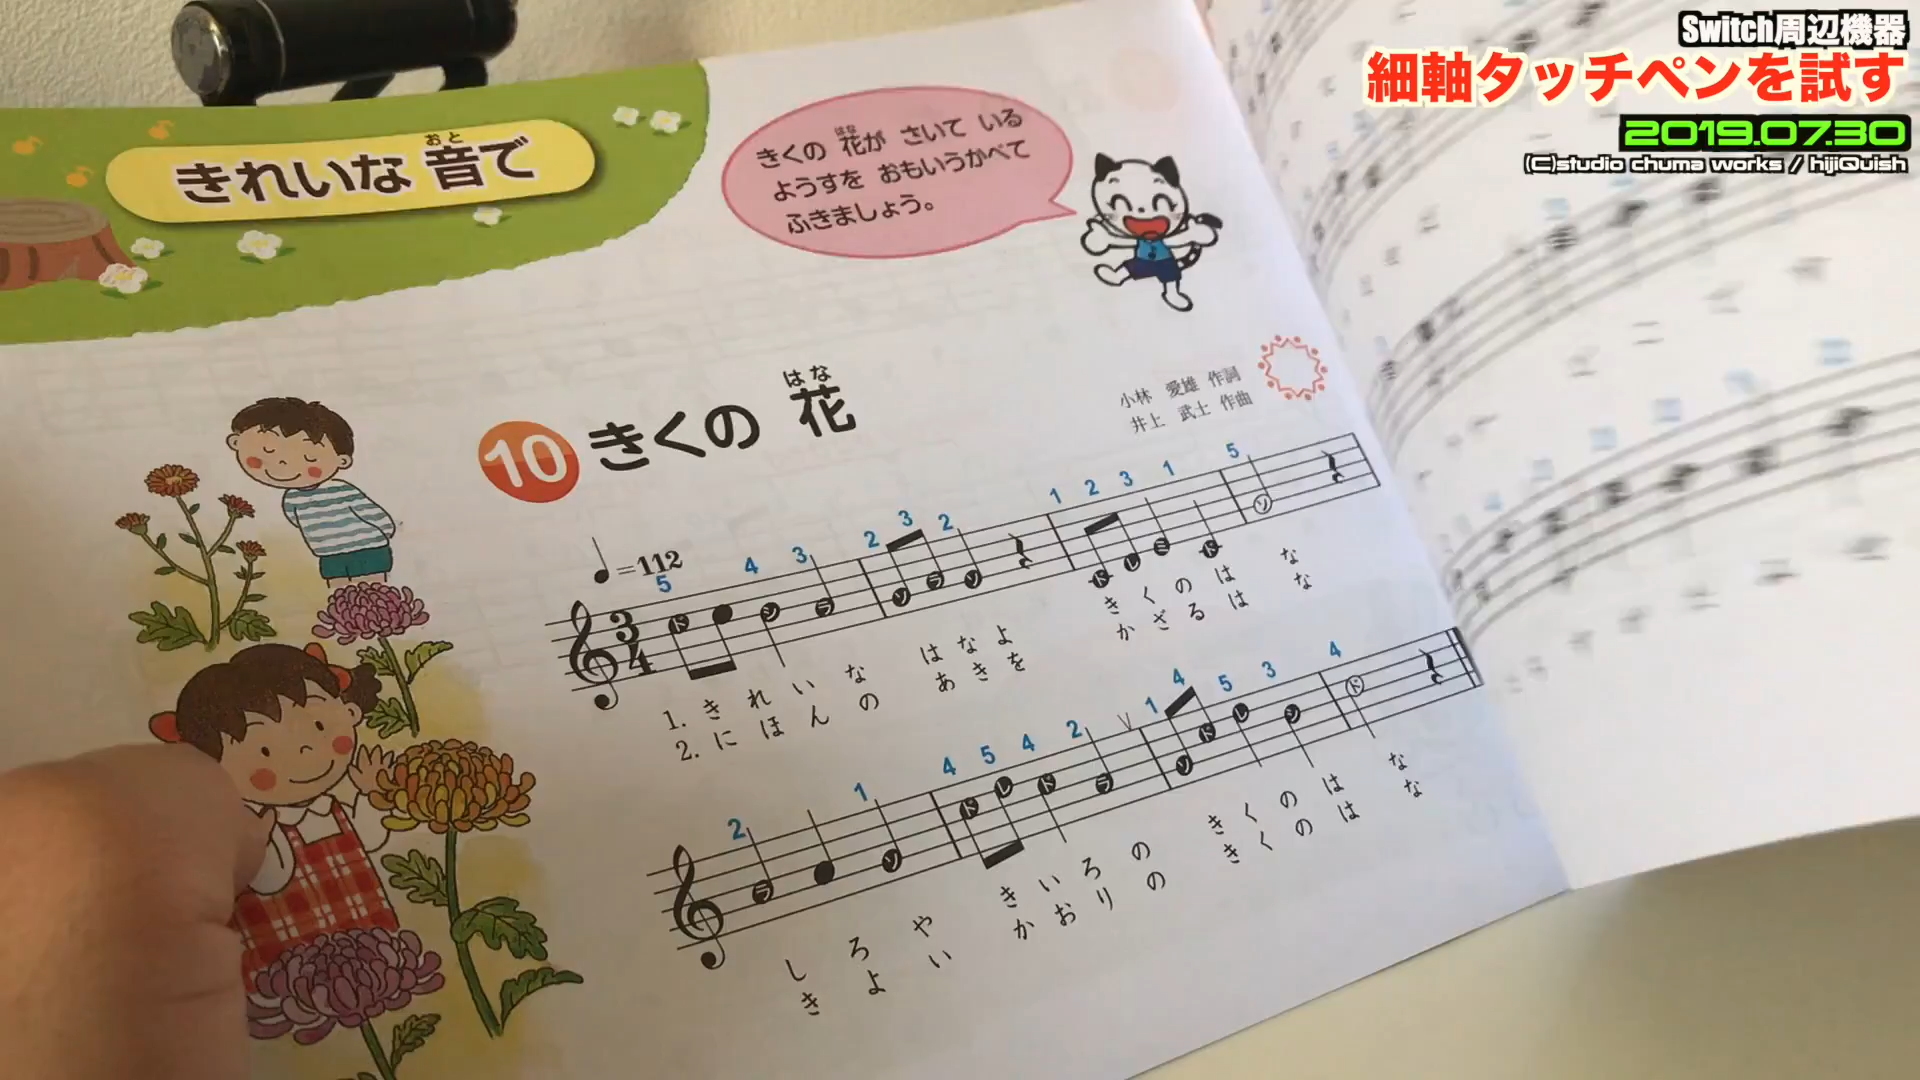 Switch周辺機器
細軸タッチペンを試す
2019.07.30
(C)studio chuma works / hijiQuish
きれいな 音で
おと
きくの 花が さいて いる
はな
ようすを おもいうかべて
ふきましょう。
10 きくの 花
はな
小林 愛雄 作詞
井上 武士 作曲
=112
5 4 3 2 3 2 1 2 3 1 5
3
4
ド シ ラ ソ ラ ソ ド レ ミ ド ソ
1. き れ い な は な よ き く の は な
2. に ほ ん の あ き を か ざ る は な
2 1 4 5 4 2 1 4 5 3 4
ラ ソ ド レ ド ラ ソ ド レ シ ド
し ろ や き い ろ の き く の は な
き よ い か お り の き く の は な